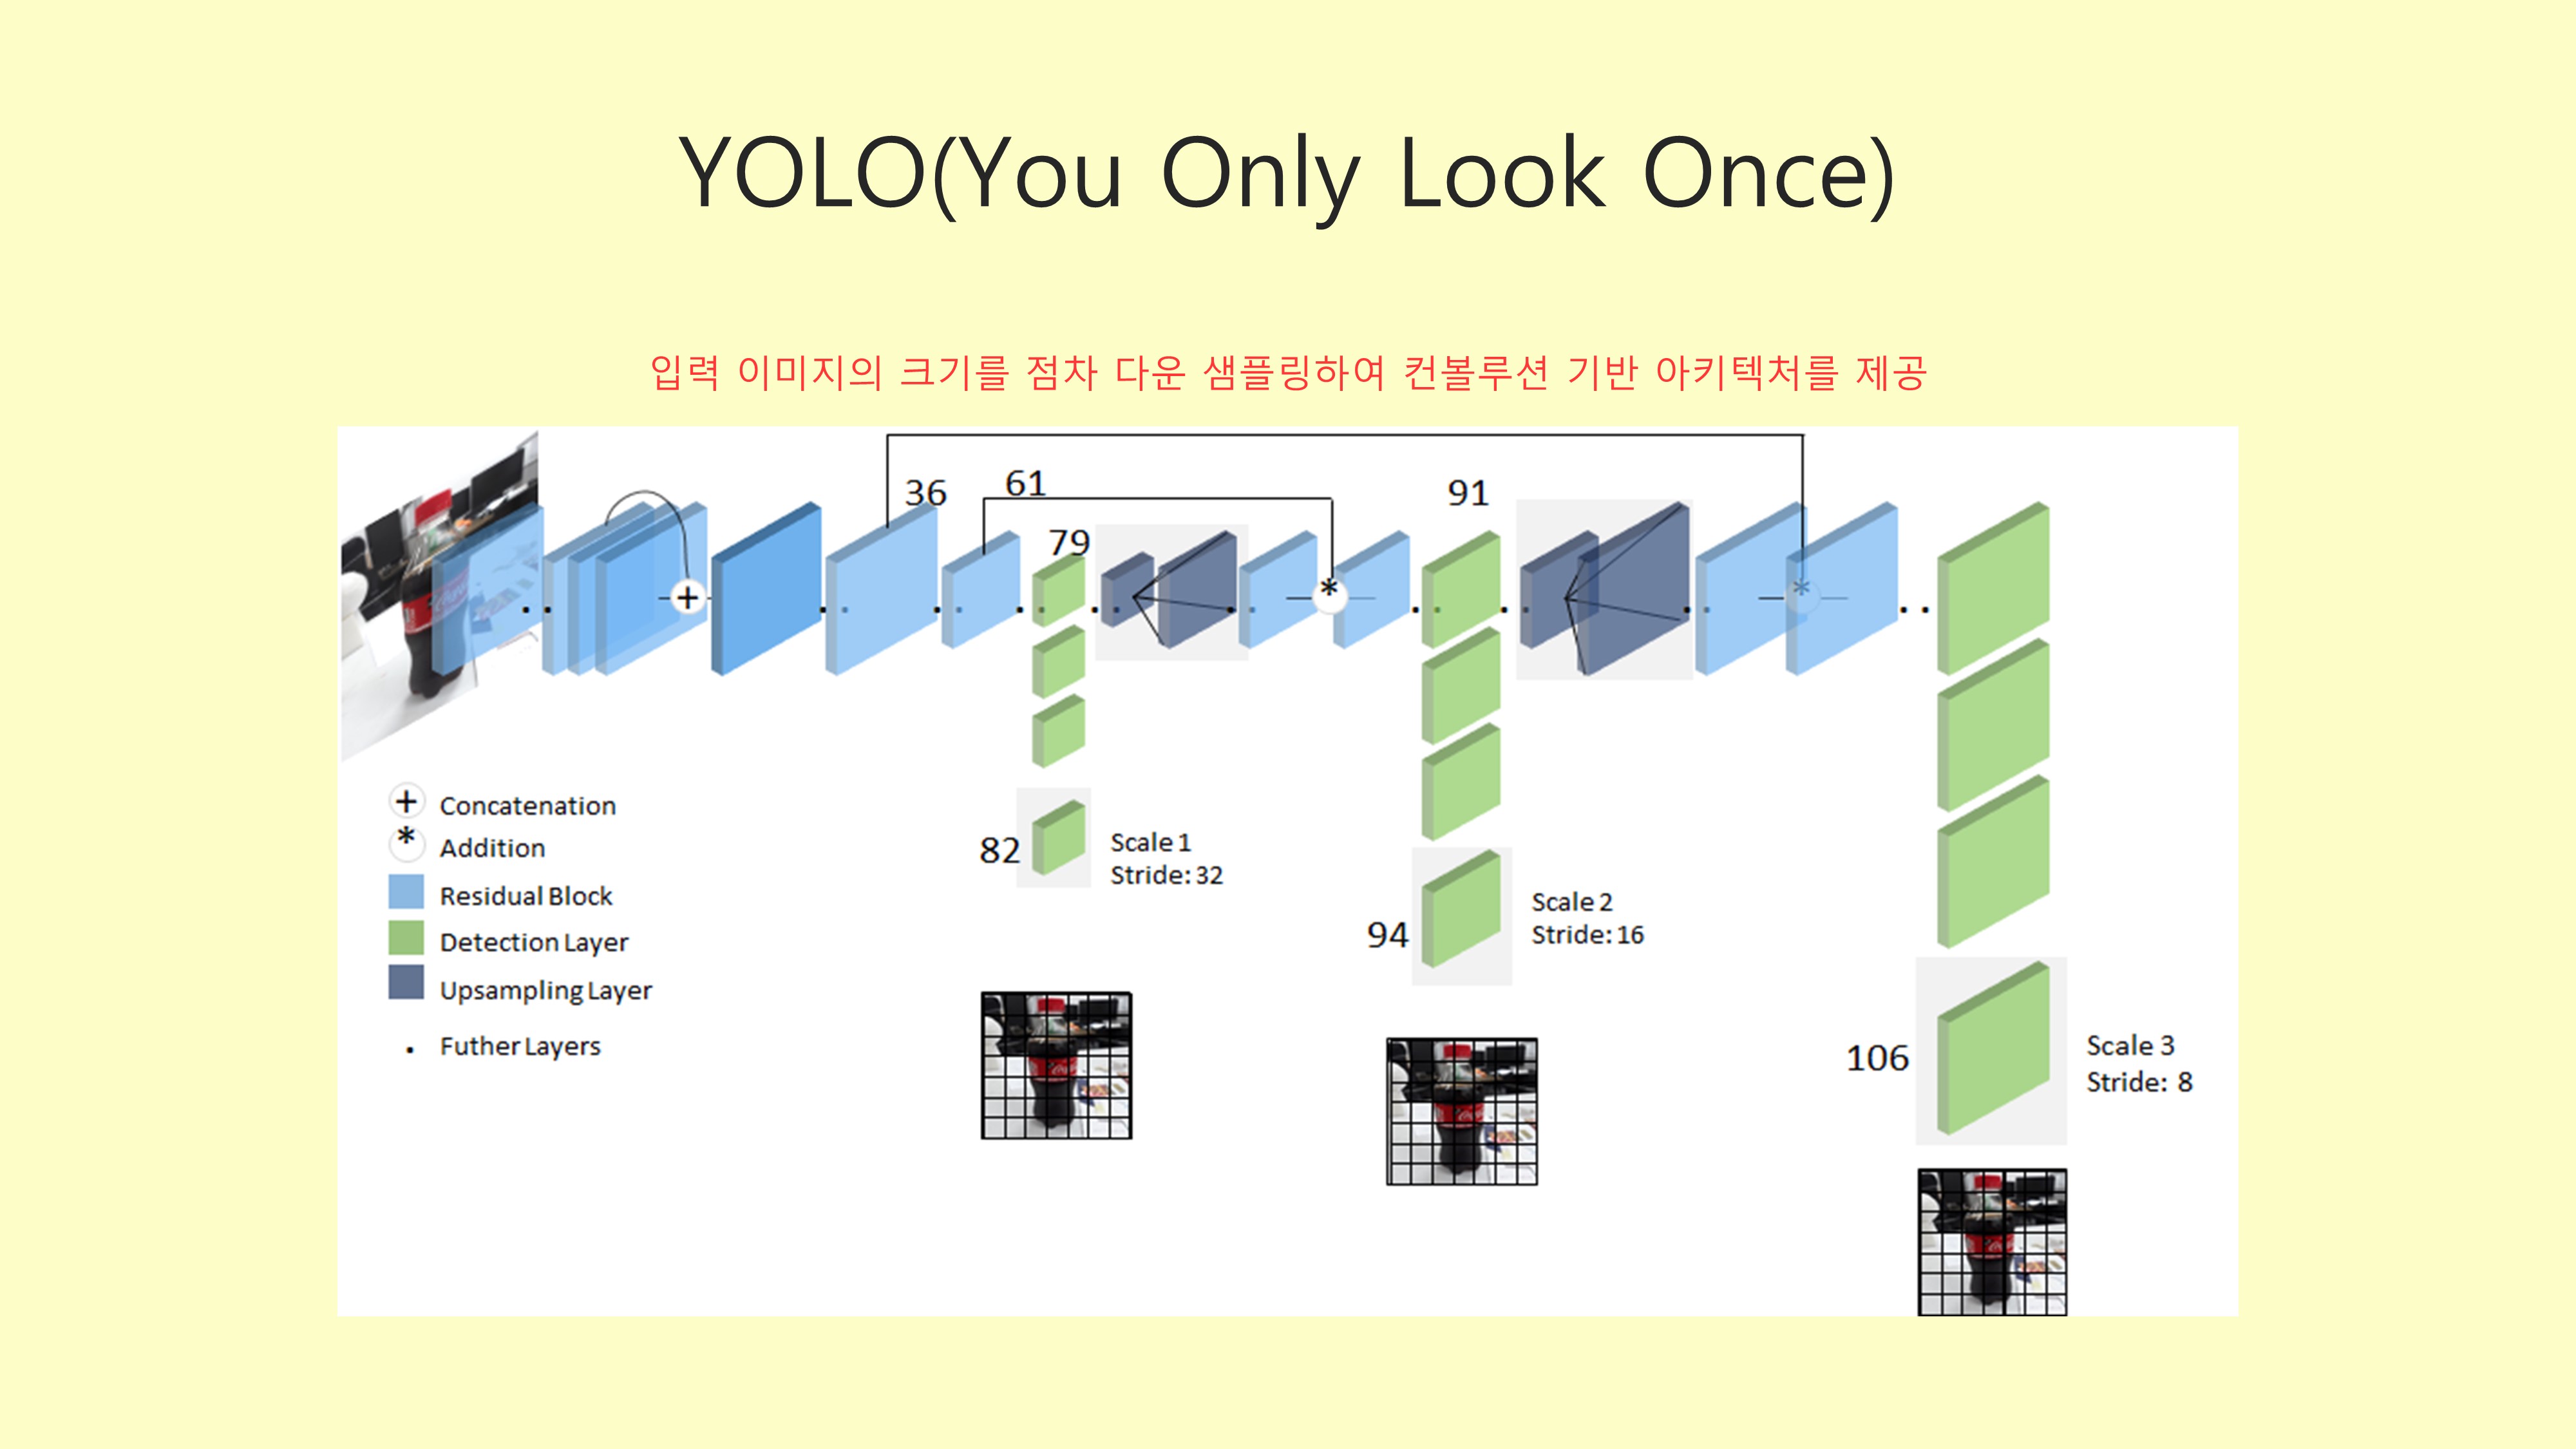 YOLO(You Only Look Once)
입력 이미지의 크기를 점차 다운 샘플링하여 컨볼루션 기반 아키텍처를 제공
36
61
79
91
+
*
*
+ Concatenation
* Addition
Residual Block
Detection Layer
Upsampling Layer
. Futher Layers
82
Scale 1
Stride: 32
94
Scale 2
Stride: 16
106
Scale 3
Stride: 8